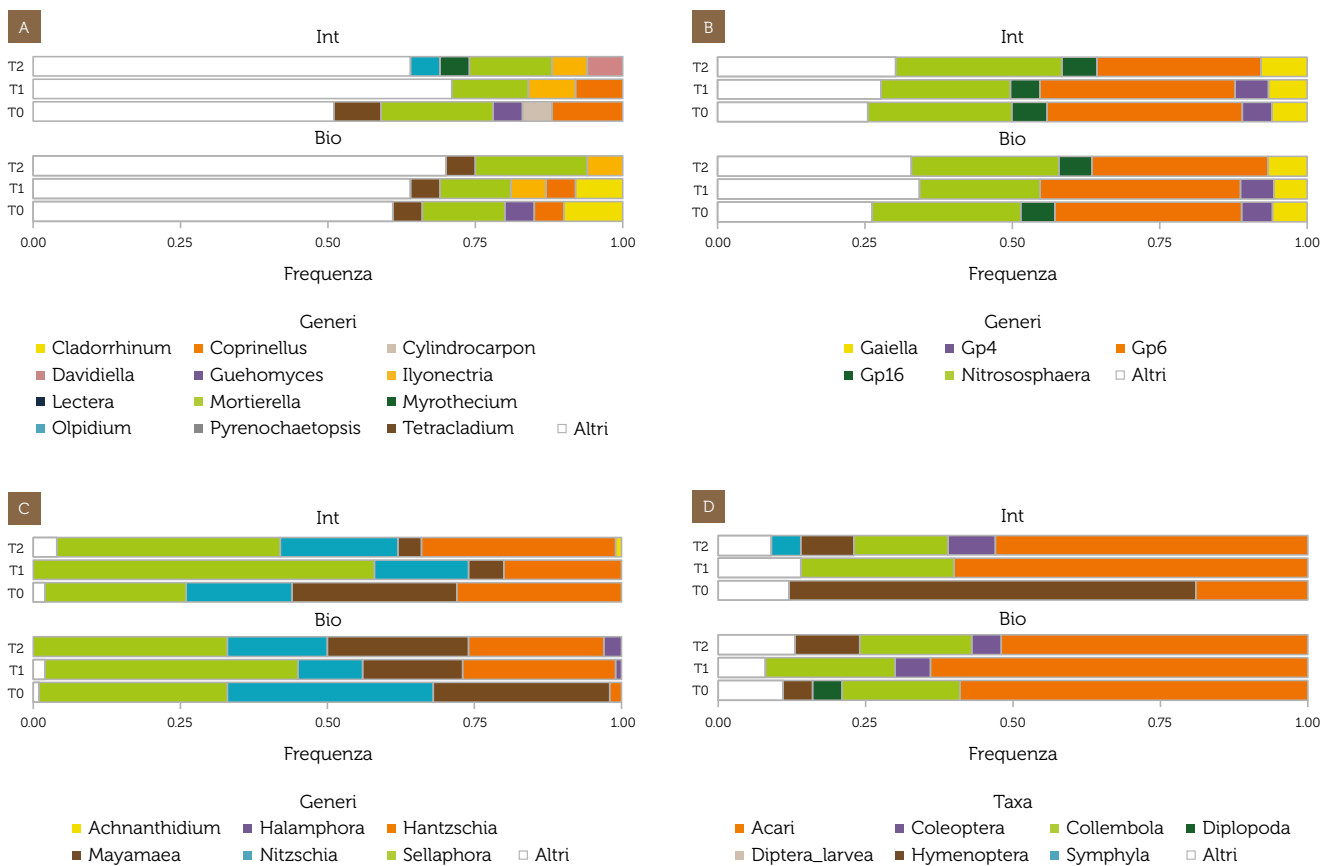 A
Int
T2
T1
T0
Bio
T2
T1
T0
0.00 0.25 0.50 0.75 1.00
Frequenza
Generi
Cladorrhinum Coprinellus Cylindrocarpon
Davidiella Guehomyces Ilyonectria
Lectera Mortierella Myrothecium
Olpidium Pyrenochaetopsis Tetracladium Altri
B
Int
T2
T1
T0
Bio
T2
T1
T0
0.00 0.25 0.50 0.75 1.00
Frequenza
Generi
Gaiella Gp4 Gp6
Gp16 Nitrososphaera Altri
C
Int
T2
T1
T0
Bio
T2
T1
T0
0.00 0.25 0.50 0.75 1.00
Frequenza
Generi
Achnanthidium Halamphora Hantzschia
Mayamaea Nitzschia Sellaphora Altri
D
Int
T2
T1
T0
Bio
T2
T1
T0
0.00 0.25 0.50 0.75 1.00
Frequenza
Taxa
Acari Coleoptera Collembola Diplopoda
Diptera_larvea Hymenoptera Symphyla Altri